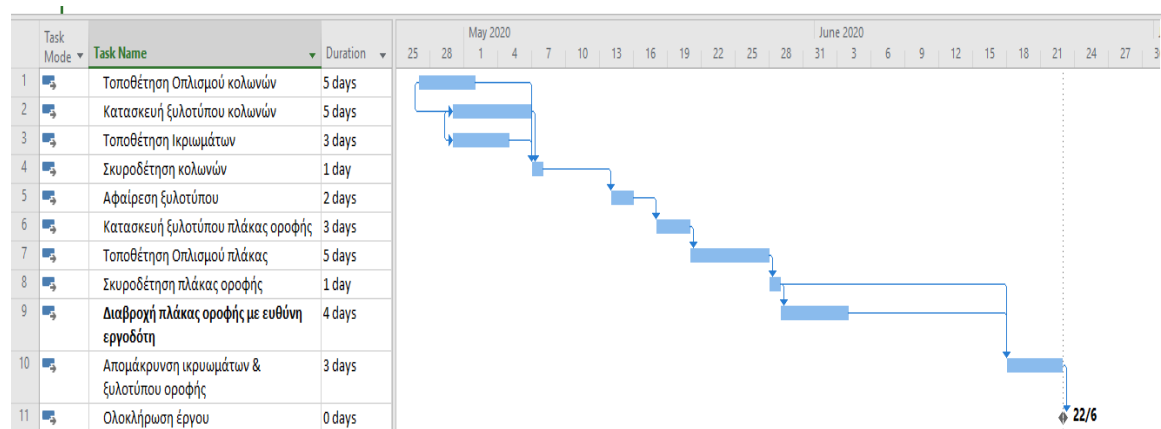 May 2020 June 2020
Task Mode Task Name Duration 25 28 1 4 7 10 13 16 19 22 25 28 31 3 6 9 12 15 18 21 24 27
1 Τοποθέτηση Οπλισμού κολωνών 5 days
2 Κατασκευή ξυλοτύπου κολωνών 5 days
3 Τοποθέτηση Ικριωμάτων 3 days
4 Σκυροδέτηση κολωνών 1 day
5 Αφαίρεση ξυλοτύπου 2 days
6 Κατασκευή ξυλοτύπου πλάκας οροφής 3 days
7 Τοποθέτηση Οπλισμού πλάκας 5 days
8 Σκυροδέτηση πλάκας οροφής 1 day
9 Διαβροχή πλάκας οροφής με ευθύνη 4 days
εργοδότη
10 Απομάκρυνση ικρυωμάτων & 3 days
ξυλοτύπου οροφής
11 Ολοκλήρωση έργου 0 days 22/6